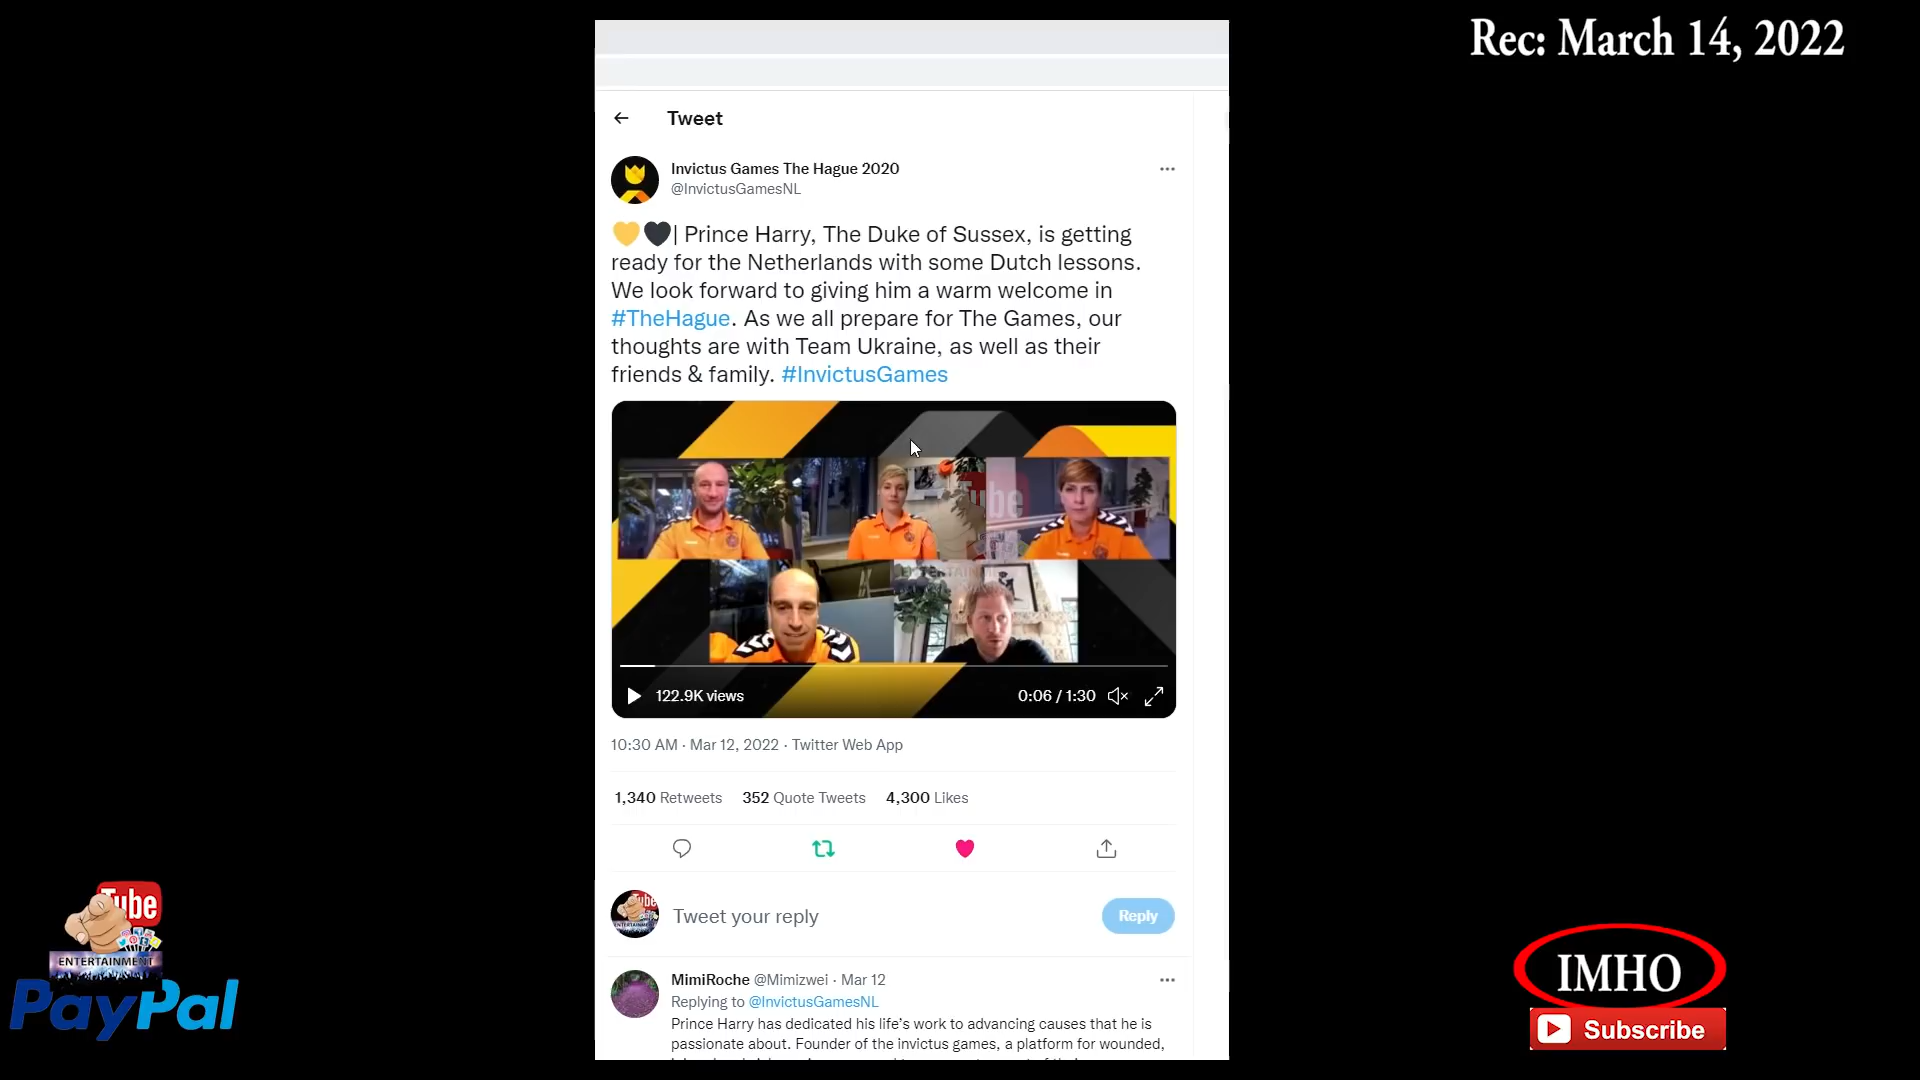 Rec: March 14, 2022
Tweet
Invictus Games The Hague 2020
@InvictusGamesNL
💛🖤| Prince Harry, The Duke of Sussex, is getting
ready for the Netherlands with some Dutch lessons.
We look forward to giving him a warm welcome in
#TheHague. As we all prepare for The Games, our
thoughts are with Team Ukraine, as well as their
friends & family. #InvictusGames
Tube
122.9K views
0:06 / 1:30
10:30 AM · Mar 12, 2022 · Twitter Web App
1,340 Retweets 352 Quote Tweets 4,300 Likes
Tweet your reply
Reply
MimiRoche @Mimizwei · Mar 12
Replying to @InvictusGamesNL
Prince Harry has dedicated his life's work to advancing causes that he is
passionate about. Founder of the invictus games, a platform for wounded,
Tube
ENTERTAINMENT
PayPal
IMHO
Subscribe